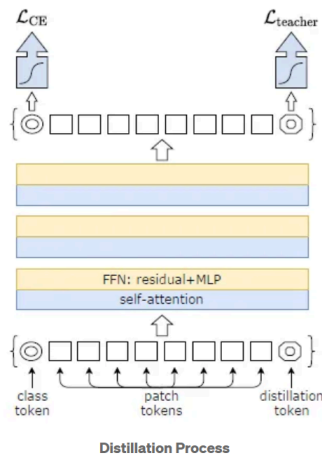 ℒCE
ℒteacher
FFN: residual+MLP
self-attention
class
token
patch
tokens
distillation
token
Distillation Process